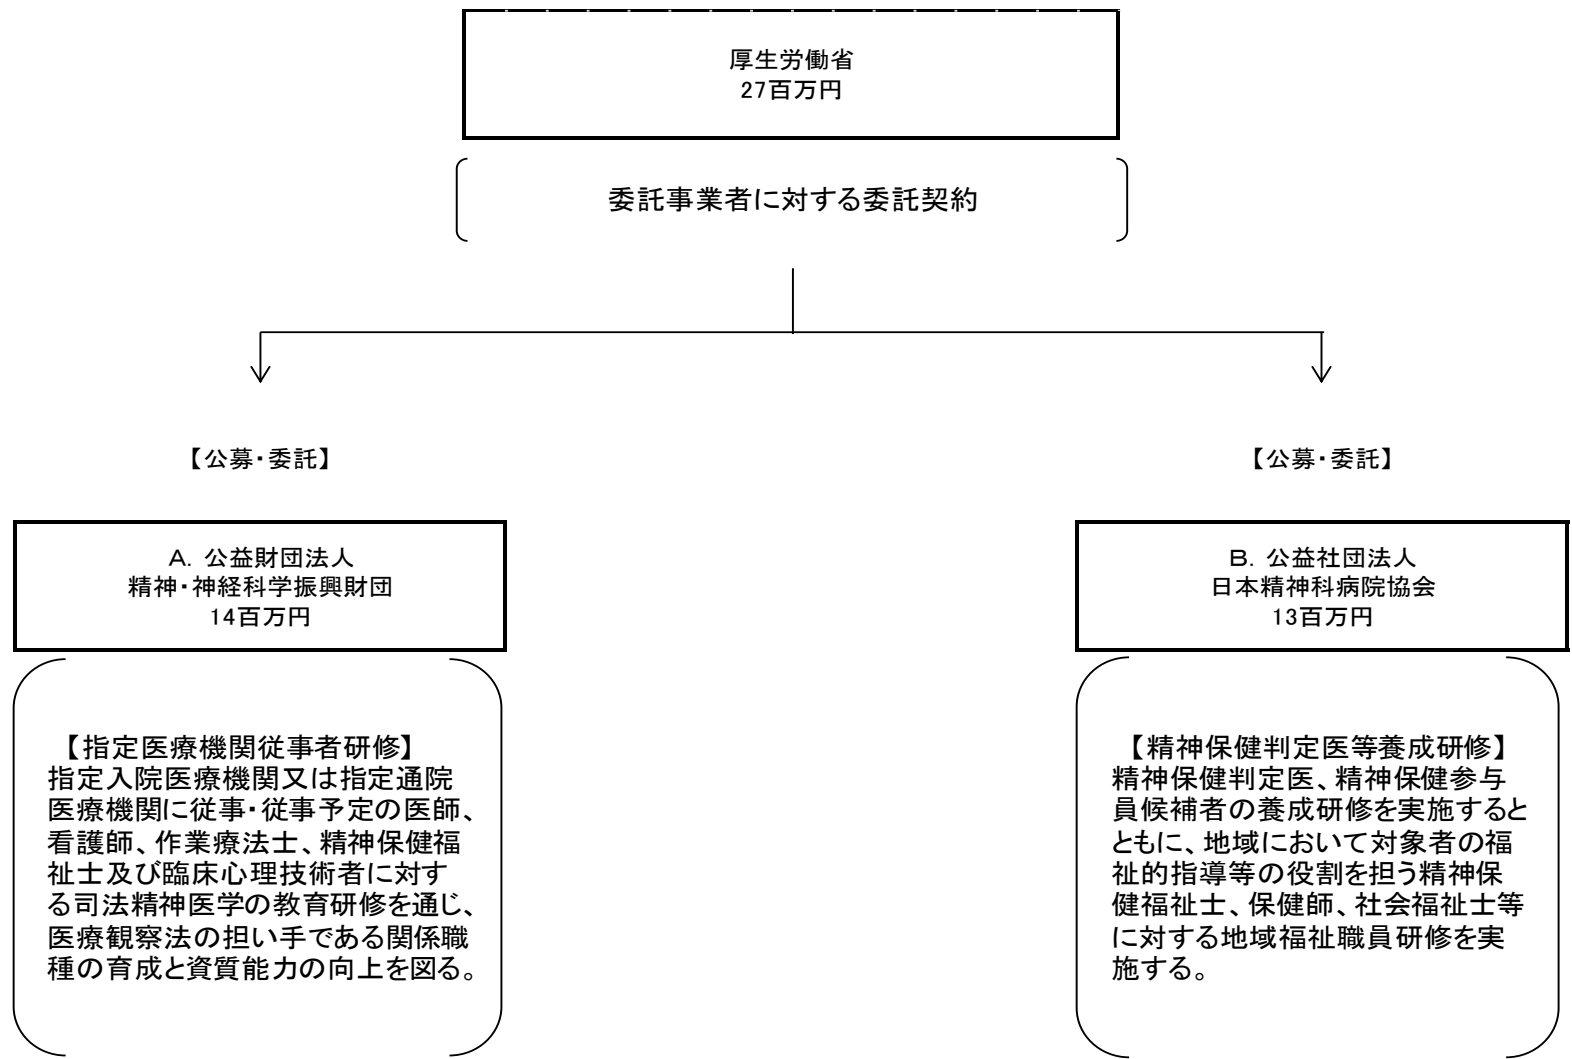 厚生労働省
27百万円
委託事業者に対する委託契約
【公募・委託】
【公募・委託】
A. 公益財団法人
精神・神経科学振興財団
14百万円
【指定医療機関従事者研修】
指定入院医療機関又は指定通院
医療機関に従事・従事予定の医師、
看護師、作業療法士、精神保健福
祉士及び臨床心理技術者に対す
る司法精神医学の教育研修を通じ、
医療観察法の担い手である関係職
種の育成と資質能力の向上を図る。
B. 公益社団法人
日本精神科病院協会
13百万円
【精神保健判定医等養成研修】
精神保健判定医、精神保健参与
員候補者の養成研修を実施すると
ともに、地域において対象者の福
祉的指導等の役割を担う精神保
健福祉士、保健師、社会福祉士等
に対する地域福祉職員研修を実
施する。